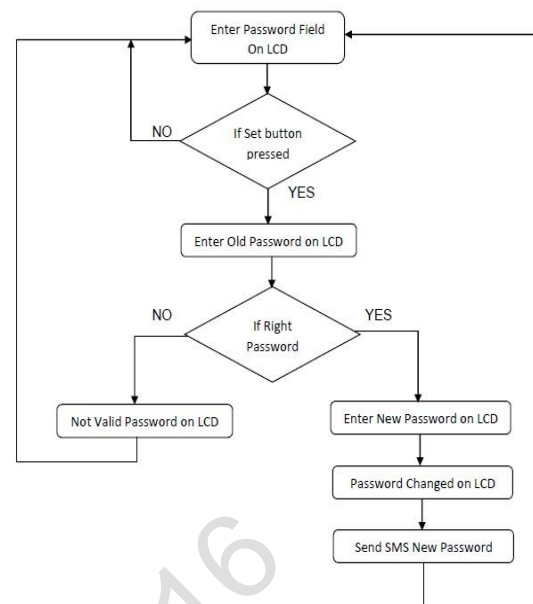 Enter Password Field
On LCD
NO
If Set button
pressed
YES
Enter Old Password on LCD
NO
If Right
Password
YES
Not Valid Password on LCD
Enter New Password on LCD
Password Changed on LCD
Send SMS New Password
16